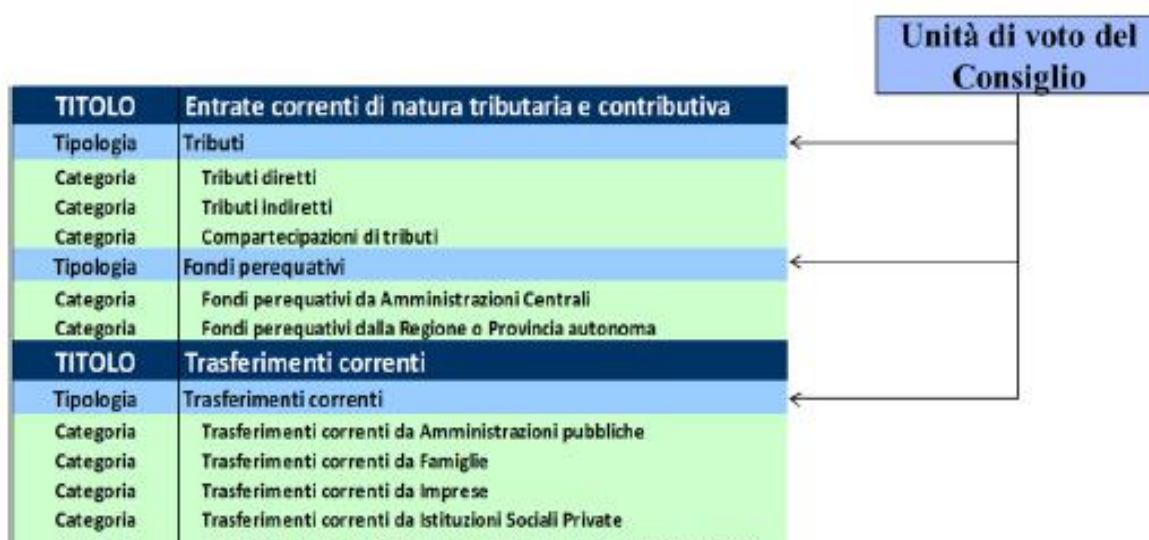 Unità di voto del
Consiglio
TITOLO Entrate correnti di natura tributaria e contributiva
Tipologia Tributi
Categoria Tributi diretti
Categoria Tributi indiretti
Categoria Compartecipazioni di tributi
Tipologia Fondi perequativi
Categoria Fondi perequativi da Amministrazioni Centrali
Categoria Fondi perequativi dalla Regione o Provincia autonoma
TITOLO Trasferimenti correnti
Tipologia Trasferimenti correnti
Categoria Trasferimenti correnti da Amministrazioni pubbliche
Categoria Trasferimenti correnti da Famiglie
Categoria Trasferimenti correnti da Imprese
Categoria Trasferimenti correnti da Istituzioni Sociali Private